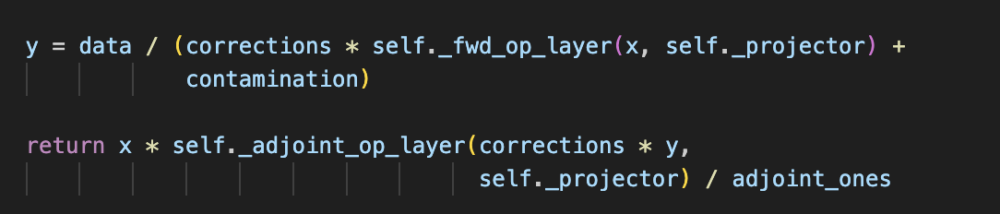 y = data / (corrections * self._fwd_op_layer(x, self._projector) +
            contamination)
return x * self._adjoint_op_layer(corrections * y,
                                  self._projector) / adjoint_ones